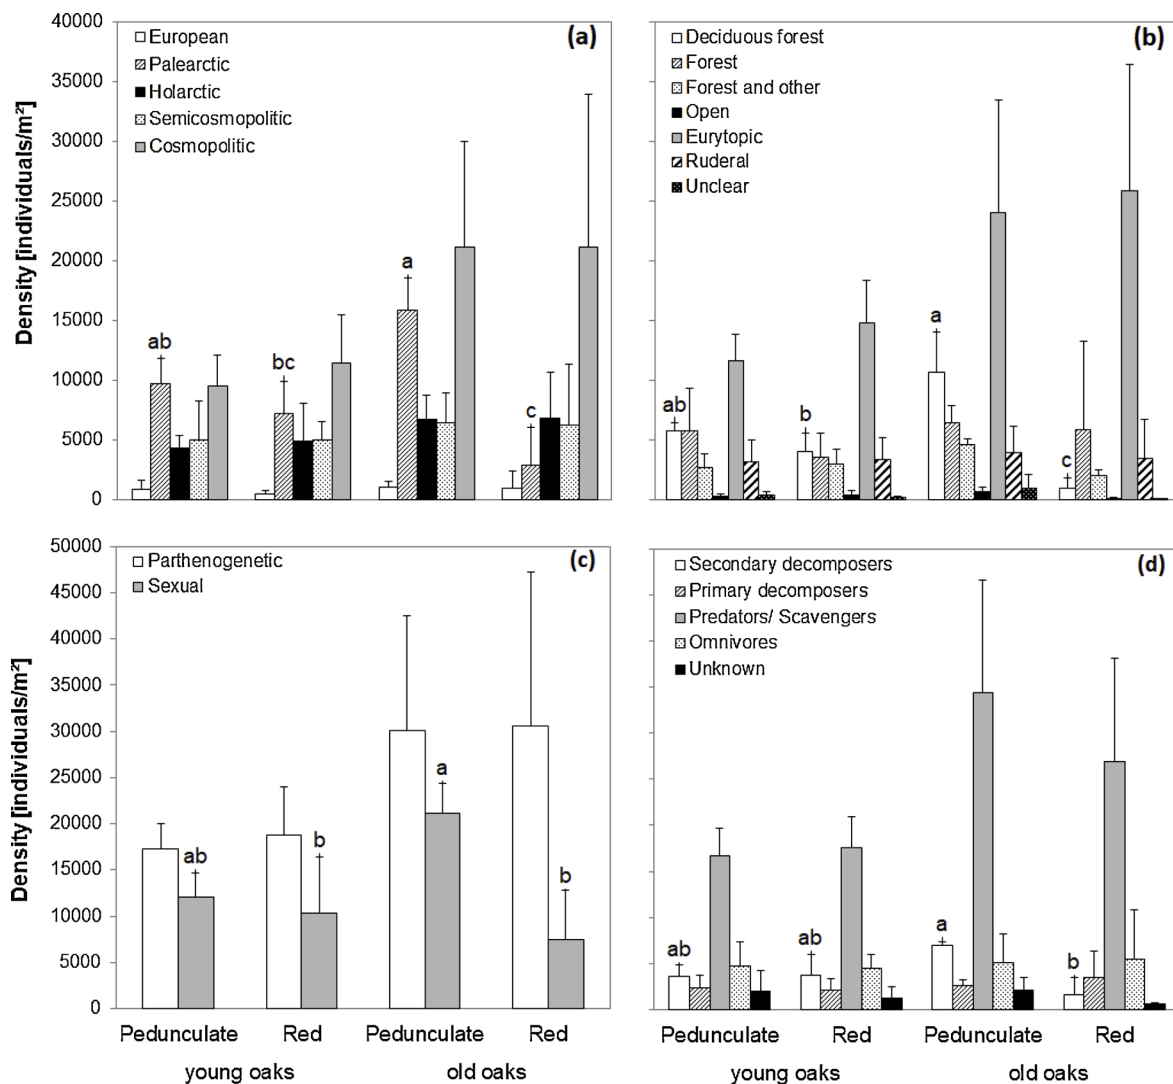 Density [individuals/m²]
40000
35000
30000
25000
20000
15000
10000
5000
0
European
Palearctic
Holarctic
Semicosmopolitic
Cosmopolitic
(a)
ab
bc
a
c
Deciduous forest
Forest
Forest and other
Open
Eurytopic
Ruderal
Unclear
(b)
ab
b
a
c
Density [individuals/m²]
50000
45000
40000
35000
30000
25000
20000
15000
10000
5000
0
Parthenogenetic
Sexual
(c)
ab
b
a
b
Pedunculate Red Pedunculate Red
young oaks old oaks
Secondary decomposers
Primary decomposers
Predators/ Scavengers
Omnivores
Unknown
(d)
ab
ab
a
b
Pedunculate Red Pedunculate Red
young oaks old oaks